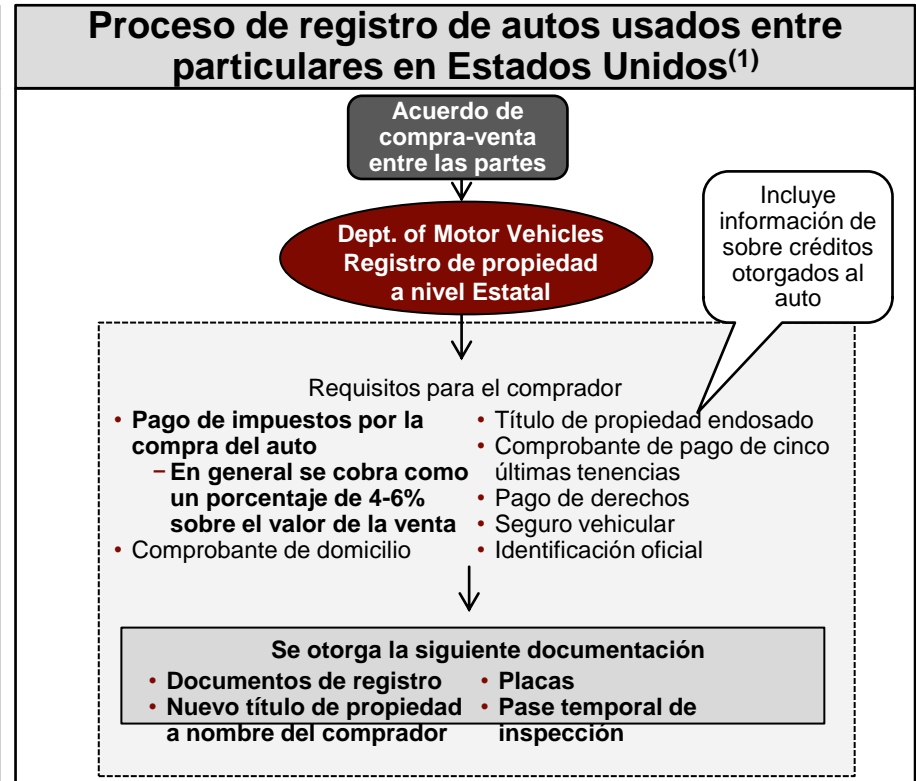 Proceso de registro de autos usados entre
particulares en Estados Unidos(1)
Acuerdo de
compra-venta
entre las partes
Incluye
información de
sobre créditos
otorgados al
auto
Dept. of Motor Vehicles
Registro de propiedad
a nivel Estatal
Requisitos para el comprador
• Pago de impuestos por la
compra del auto
– En general se cobra como
un porcentaje de 4-6%
sobre el valor de la venta
• Comprobante de domicilio
• Título de propiedad endosado
• Comprobante de pago de cinco
últimas tenencias
• Pago de derechos
• Seguro vehicular
• Identificación oficial
Se otorga la siguiente documentación
• Documentos de registro
• Nuevo título de propiedad
a nombre del comprador
• Placas
• Pase temporal de
inspección